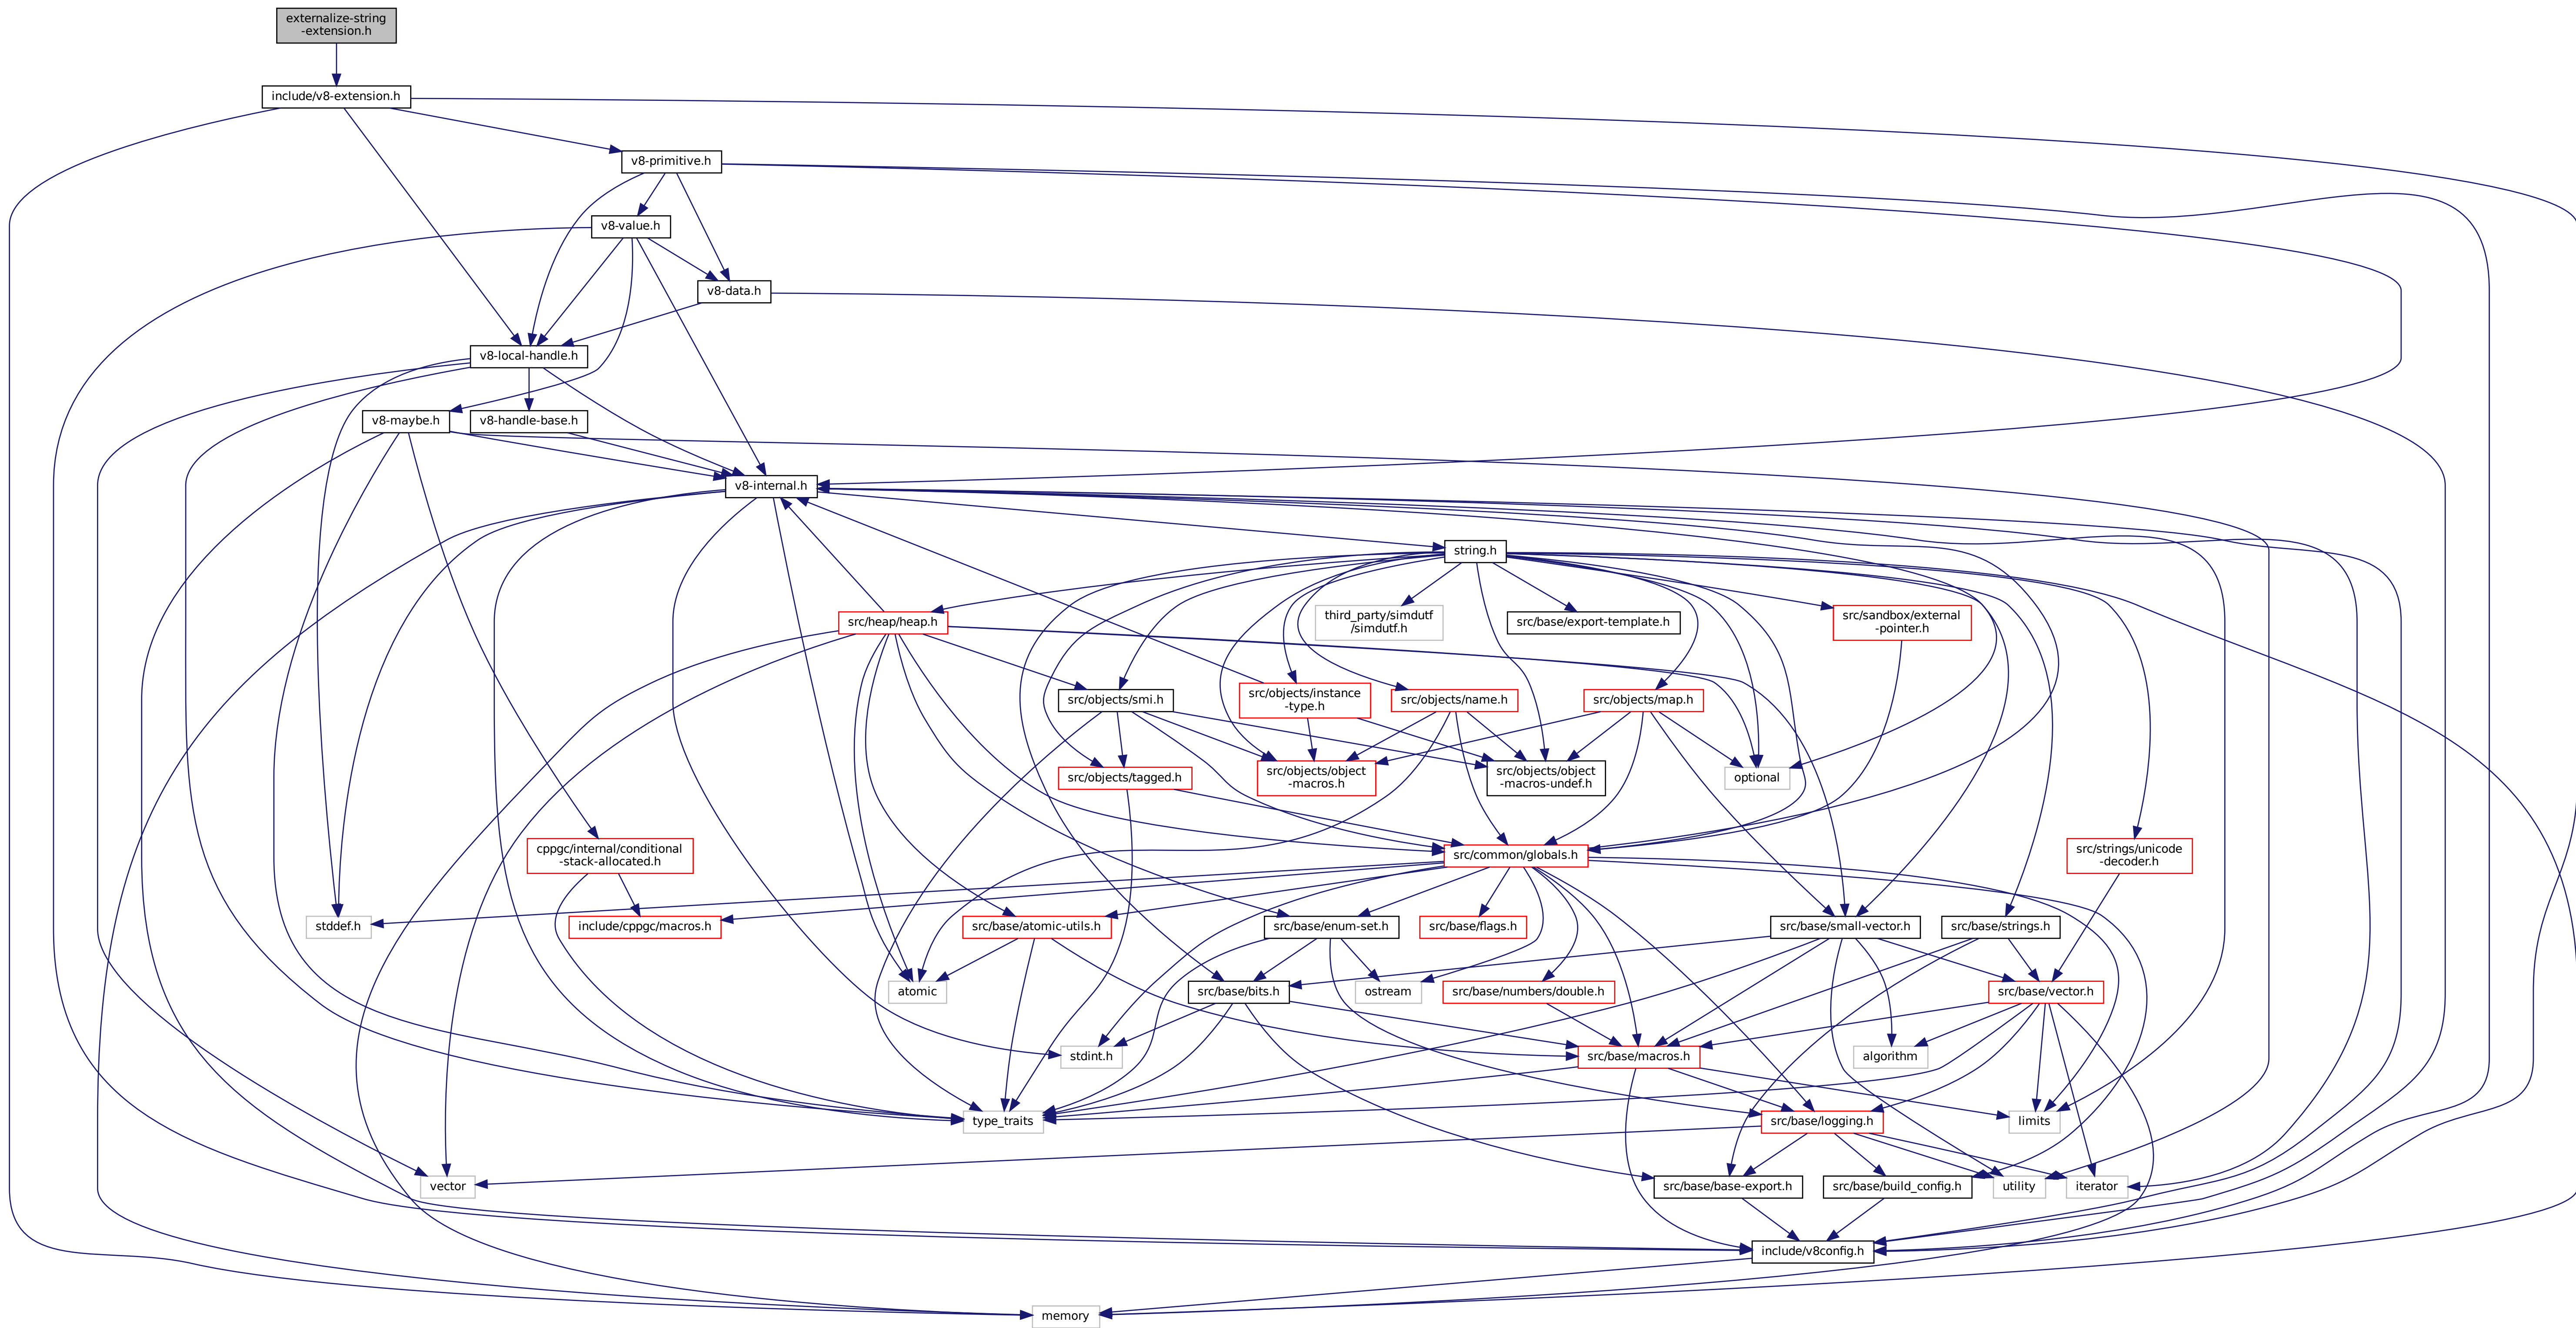 externalize-string
-extension.h
include/v8-extension.h
v8-primitive.h
v8-value.h
v8-data.h
v8-local-handle.h
v8-maybe.h
v8-handle-base.h
v8-internal.h
string.h
src/heap/heap.h
third_party/simdutf
/simdutf.h
src/base/export-template.h
src/sandbox/external
-pointer.h
src/objects/smi.h
src/objects/instance
-type.h
src/objects/name.h
src/objects/map.h
src/objects/tagged.h
src/objects/object
-macros.h
src/objects/object
-macros-undef.h
optional
cppgc/internal/conditional
-stack-allocated.h
src/common/globals.h
src/strings/unicode
-decoder.h
stddef.h
include/cppgc/macros.h
src/base/atomic-utils.h
src/base/enum-set.h
src/base/flags.h
src/base/small-vector.h
src/base/strings.h
atomic
src/base/bits.h
ostream
src/base/numbers/double.h
src/base/vector.h
stdint.h
src/base/macros.h
algorithm
type_traits
src/base/logging.h
limits
vector
src/base/base-export.h
src/base/build_config.h
utility
iterator
include/v8config.h
memory